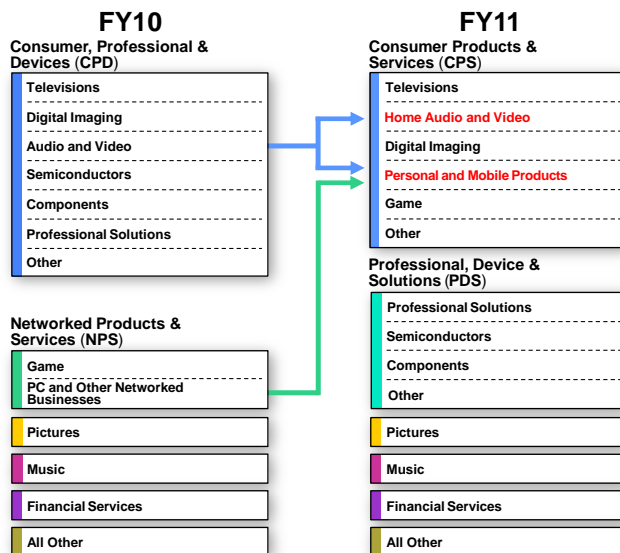 FY10
Consumer, Professional &
Devices (CPD)
Televisions
Digital Imaging
Audio and Video
Semiconductors
Components
Professional Solutions
Other
Networked Products &
Services (NPS)
Game
PC and Other Networked
Businesses
Pictures
Music
Financial Services
All Other
FY11
Consumer Products &
Services (CPS)
Televisions
Home Audio and Video
Digital Imaging
Personal and Mobile Products
Game
Other
Professional, Device &
Solutions (PDS)
Professional Solutions
Semiconductors
Components
Other
Pictures
Music
Financial Services
All Other